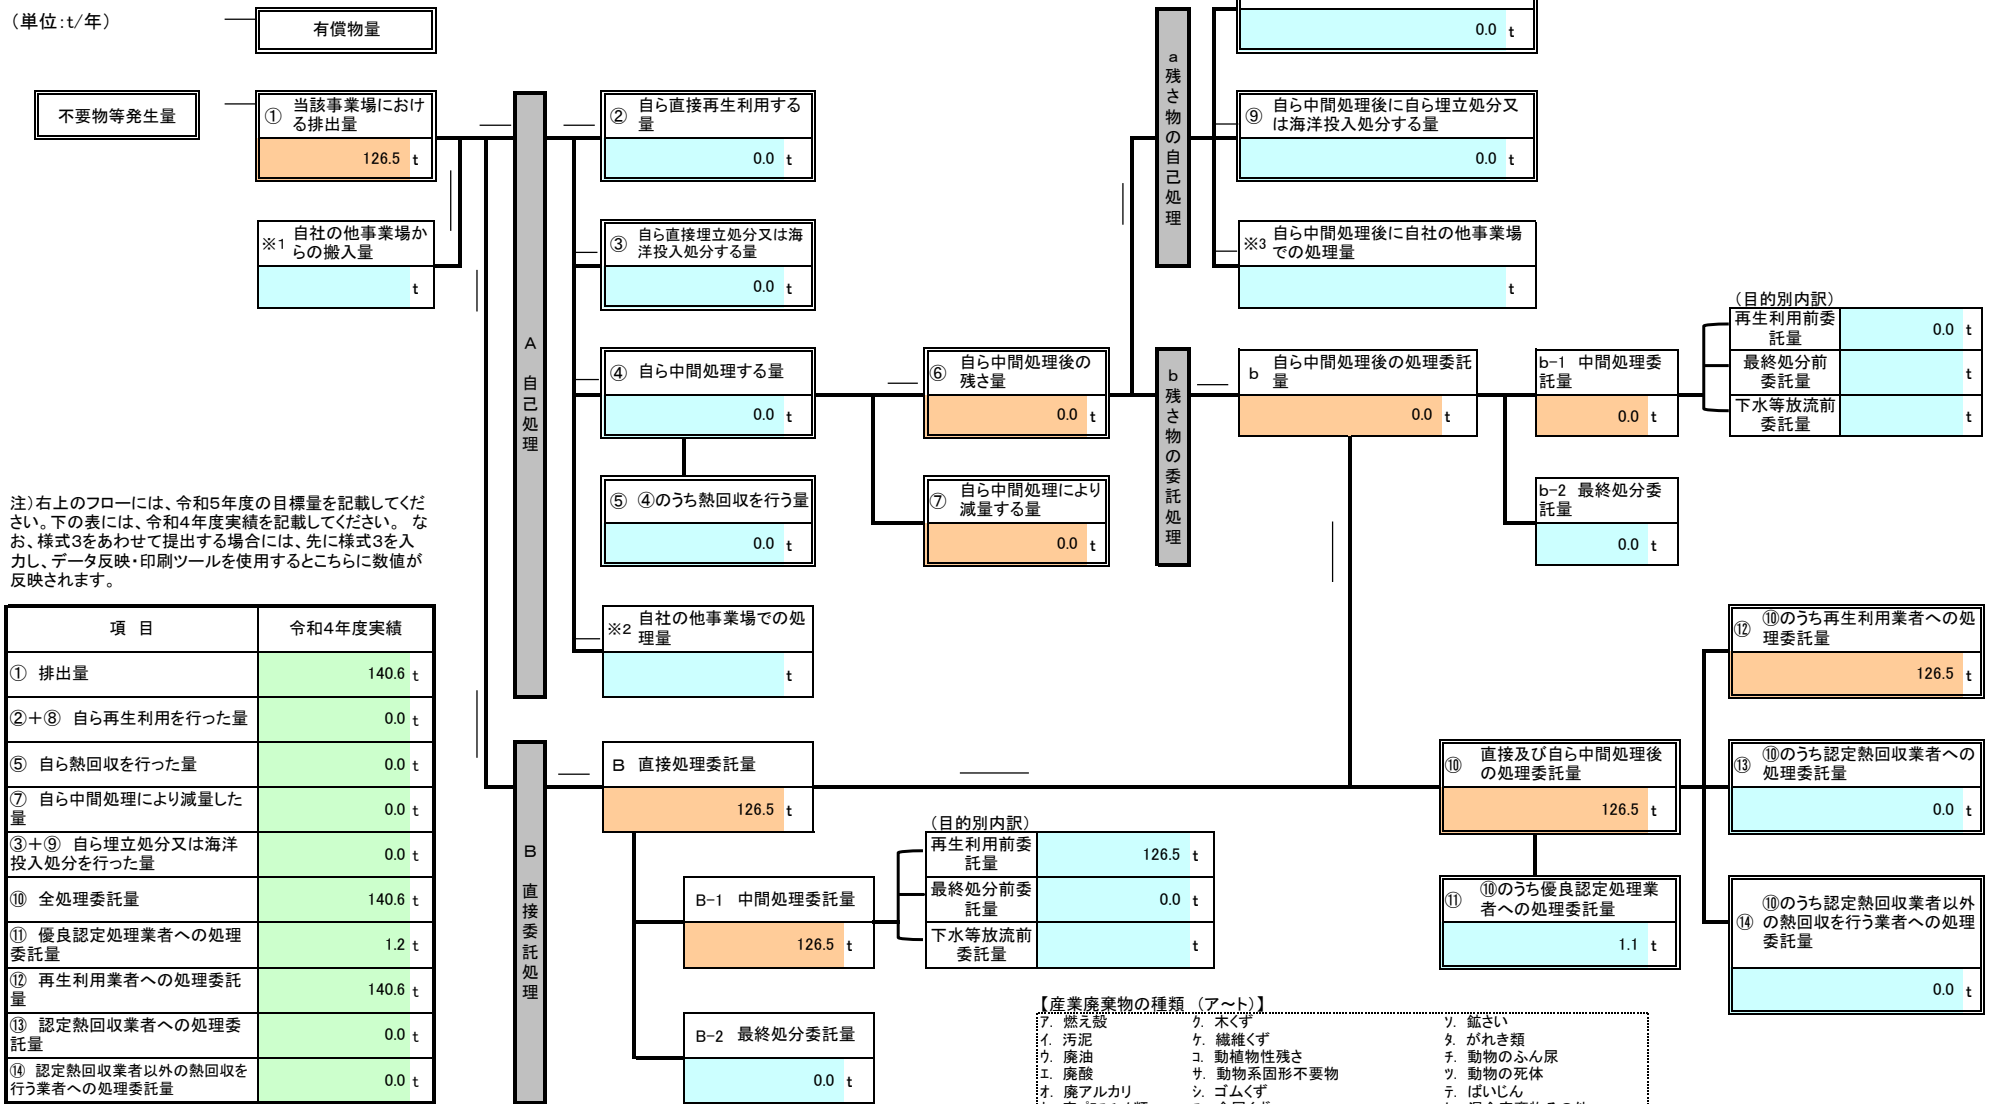 (単位:t/年)
有償物量
0.0 t
不要物等発生量
① 当該事業場におけ
る排出量
126.5 t
※1 自社の他事業場か
らの搬入量
t
A 自己処理
② 自ら直接再生利用する
量
0.0 t
③ 自ら直接埋立処分又は海
洋投入処分する量
0.0 t
④ 自ら中間処理する量
0.0 t
⑤ ④のうち熱回収を行う量
0.0 t
※2 自社の他事業場での処
理量
t
⑥ 自ら中間処理後の
残さ量
0.0 t
⑦ 自ら中間処理により
減量する量
0.0 t
a 残さ物の自己処理
⑨ 自ら中間処理後に自ら埋立処分又
は海洋投入処分する量
0.0 t
※3 自ら中間処理後に自社の他事業場
での処理量
t
b 残さ物の委託処理
b 自ら中間処理後の処理委託
量
0.0 t
b-1 中間処理委
託量
0.0 t
b-2 最終処分委
託量
0.0 t
(目的別内訳)
再生利用前委
託量
0.0 t
最終処分前
委託量
t
下水等放流前
委託量
t
注)右上のフローには、令和5年度の目標量を記載してくだ
さい。下の表には、令和4年度実績を記載してください。 な
お、様式3をあわせて提出する場合には、先に様式3を入
力し、データ反映・印刷ツールを使用するとこちらに数値が
反映されます。
項 目 令和4年度実績
① 排出量 140.6 t
②+⑧ 自ら再生利用を行った量 0.0 t
⑤ 自ら熱回収を行った量 0.0 t
⑦ 自ら中間処理により減量した
量 0.0 t
③+⑨ 自ら埋立処分又は海洋
投入処分を行った量 0.0 t
⑩ 全処理委託量 140.6 t
⑪ 優良認定処理業者への処理
委託量 1.2 t
⑫ 再生利用業者への処理委託
量 140.6 t
⑬ 認定熱回収業者への処理委
託量 0.0 t
⑭ 認定熱回収業者以外の熱回収を
行う業者への処理委託量 0.0 t
B 直接委託処理
B 直接処理委託量
126.5 t
B-1 中間処理委託量
126.5 t
B-2 最終処分委託量
0.0 t
(目的別内訳)
再生利用前委
託量
126.5 t
最終処分前委
託量
0.0 t
下水等放流前
委託量
t
⑩ 直接及び自ら中間処理後
の処理委託量
126.5 t
⑪ ⑩のうち優良認定処理業
者への処理委託量
1.1 t
⑫ ⑩のうち再生利用業者への処
理委託量
126.5 t
⑬ ⑩のうち認定熱回収業者への
処理委託量
0.0 t
⑭ ⑩のうち認定熱回収業者以外
の熱回収を行う業者への処理
委託量
0.0 t
【産業廃棄物の種類 (ア~ト)】
ア. 燃え殻 ク. 木くず ソ. 鉱さい
イ. 汚泥 ケ. 繊維くず タ. がれき類
ウ. 廃油 コ. 動植物性残さ チ. 動物のふん尿
エ. 廃酸 サ. 動物系固形不要物 ツ. 動物の死体
オ. 廃アルカリ シ. ゴムくず テ. ばいじん